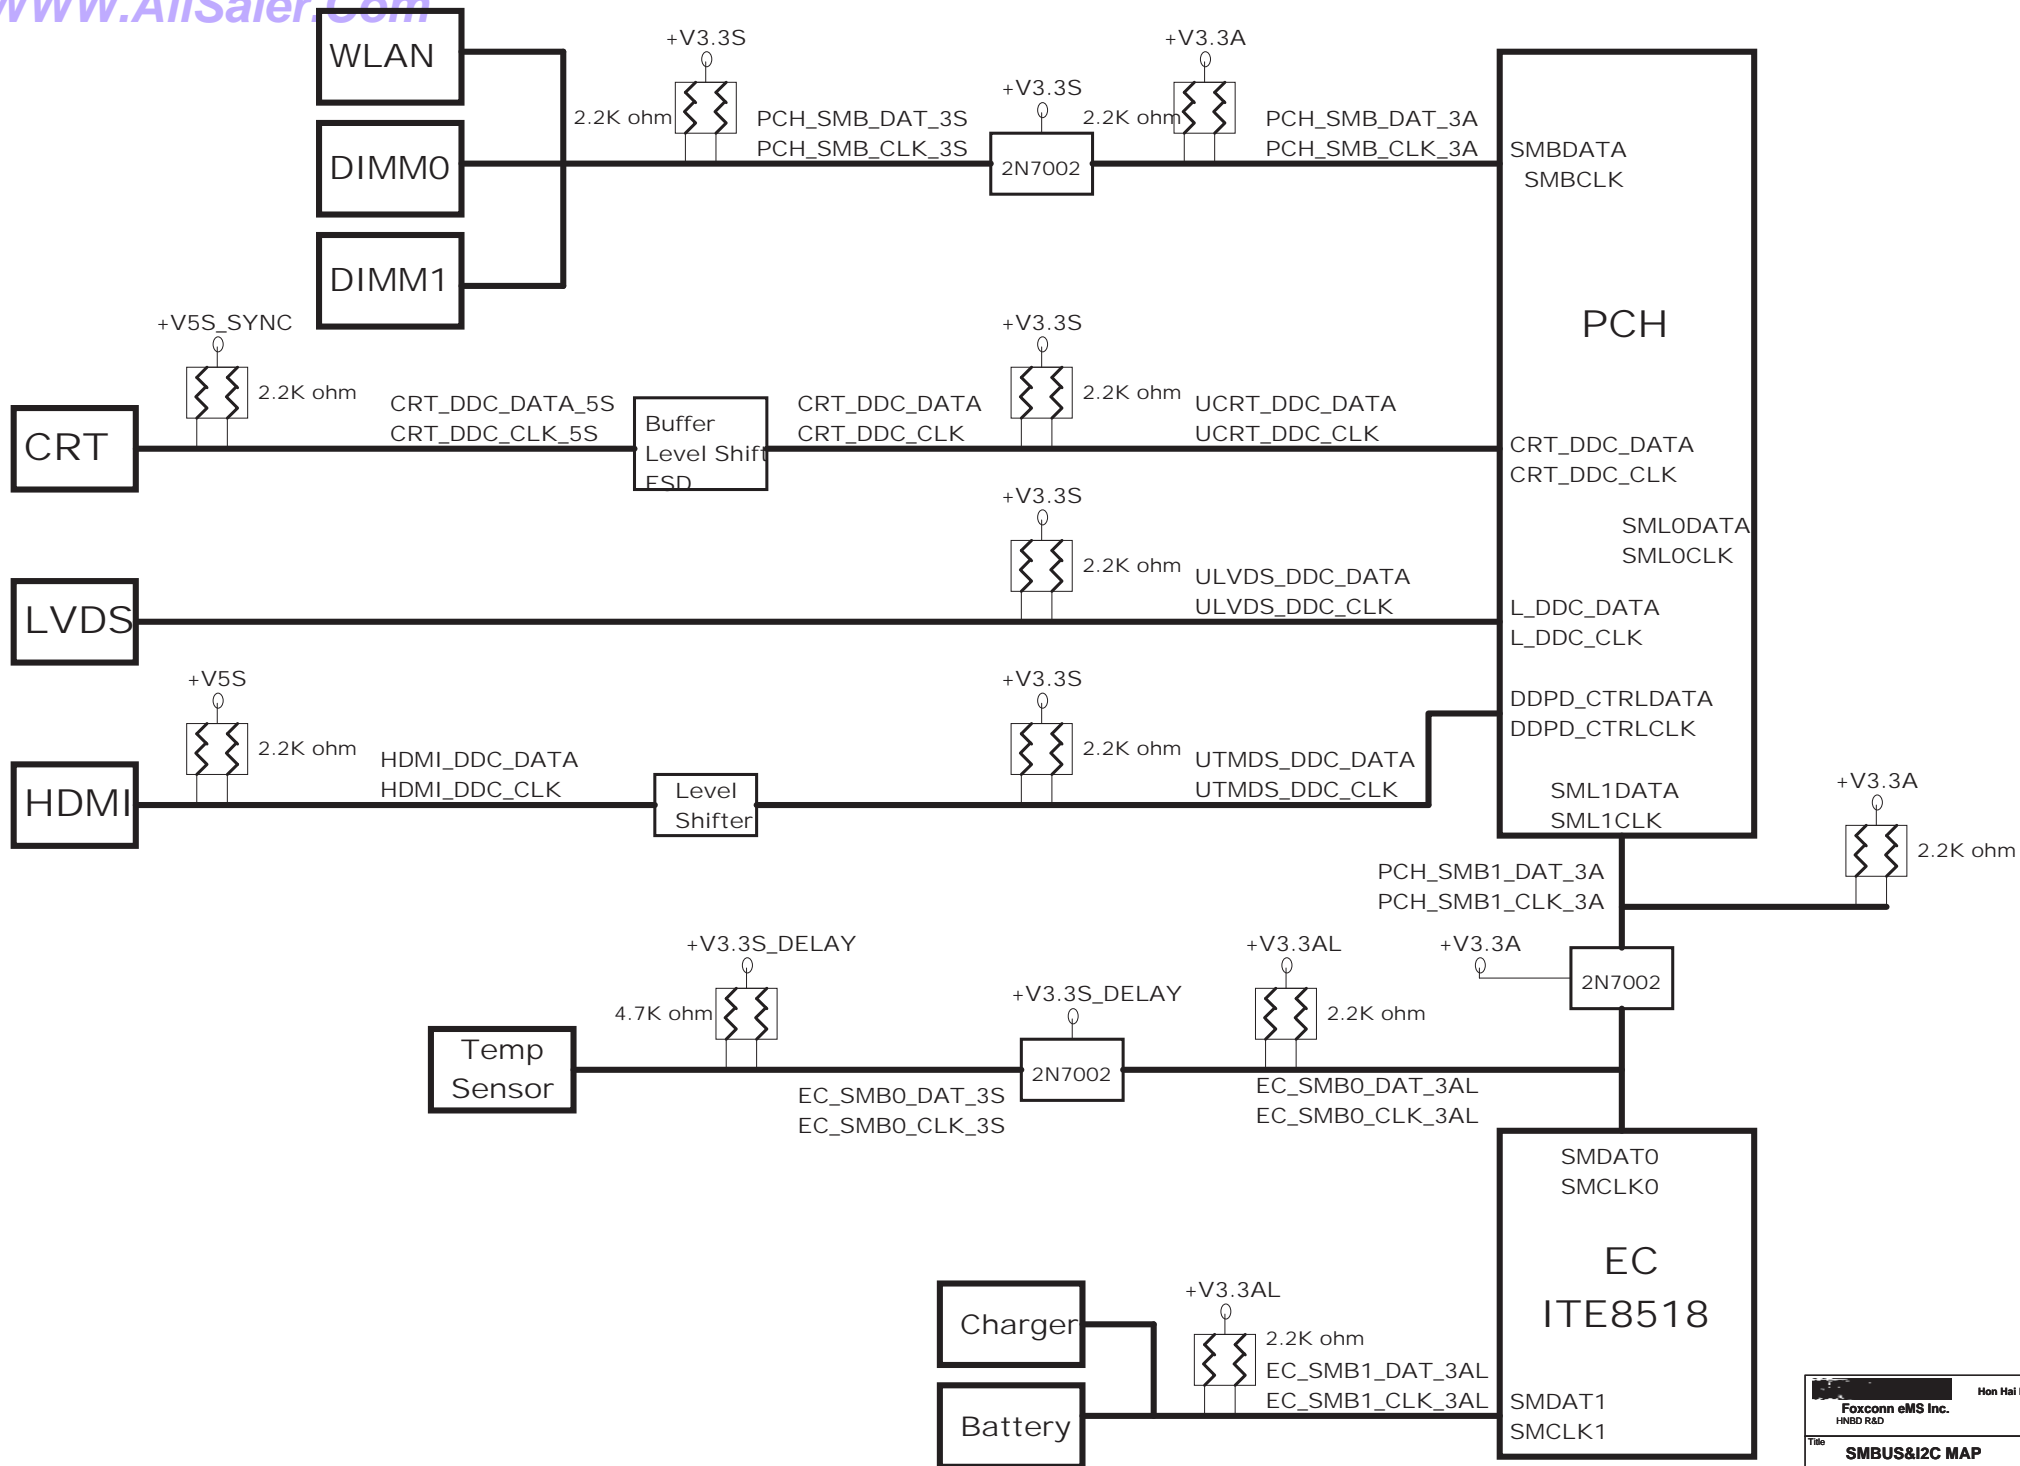 WWW.AllSaler.Com
WLAN
DIMM0
DIMM1
+V3.3S
2.2K ohm
PCH_SMB_DAT_3S
PCH_SMB_CLK_3S
+V3.3S
2N7002
+V3.3A
2.2K ohm
PCH_SMB_DAT_3A
PCH_SMB_CLK_3A
SMBDATA
SMBCLK
PCH
+V5S_SYNC
2.2K ohm
CRT
CRT_DDC_DATA_5S
CRT_DDC_CLK_5S
Buffer
Level Shift
ESD
CRT_DDC_DATA
CRT_DDC_CLK
+V3.3S
2.2K ohm
UCRT_DDC_DATA
UCRT_DDC_CLK
CRT_DDC_DATA
CRT_DDC_CLK
SML0DATA
SML0CLK
LVDS
+V3.3S
2.2K ohm
ULVDS_DDC_DATA
ULVDS_DDC_CLK
L_DDC_DATA
L_DDC_CLK
+V5S
2.2K ohm
HDMI
HDMI_DDC_DATA
HDMI_DDC_CLK
Level
Shifter
+V3.3S
2.2K ohm
UTMDS_DDC_DATA
UTMDS_DDC_CLK
DDPD_CTRLDATA
DDPD_CTRLCLK
SML1DATA
SML1CLK
+V3.3A
2.2K ohm
PCH_SMB1_DAT_3A
PCH_SMB1_CLK_3A
+V3.3A
2N7002
+V3.3S_DELAY
4.7K ohm
Temp
Sensor
EC_SMB0_DAT_3S
EC_SMB0_CLK_3S
+V3.3S_DELAY
2N7002
+V3.3AL
2.2K ohm
EC_SMB0_DAT_3AL
EC_SMB0_CLK_3AL
SMDAT0
SMCLK0
EC
ITE8518
Charger
Battery
+V3.3AL
2.2K ohm
EC_SMB1_DAT_3AL
EC_SMB1_CLK_3AL
SMDAT1
SMCLK1
Hon Hai
Foxconn eMS Inc.
HNBD R&D
Title
SMBUS&I2C MAP